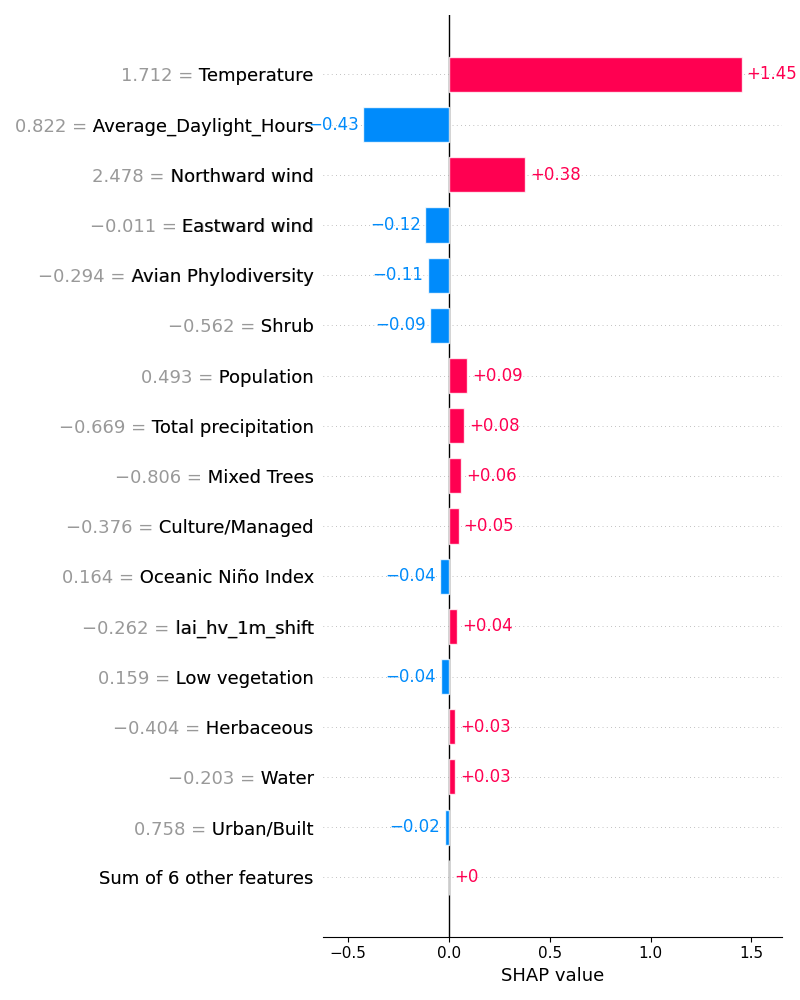 1.712 = Temperature +1.45
0.822 = Average_Daylight_Hours −0.43
2.478 = Northward wind +0.38
−0.011 = Eastward wind −0.12
−0.294 = Avian Phylodiversity −0.11
−0.562 = Shrub −0.09
0.493 = Population +0.09
−0.669 = Total precipitation +0.08
−0.806 = Mixed Trees +0.06
−0.376 = Culture/Managed +0.05
0.164 = Oceanic Niño Index −0.04
−0.262 = lai_hv_1m_shift +0.04
0.159 = Low vegetation −0.04
−0.404 = Herbaceous +0.03
−0.203 = Water +0.03
0.758 = Urban/Built −0.02
Sum of 6 other features +0
−0.5 0.0 0.5 1.0 1.5
SHAP value